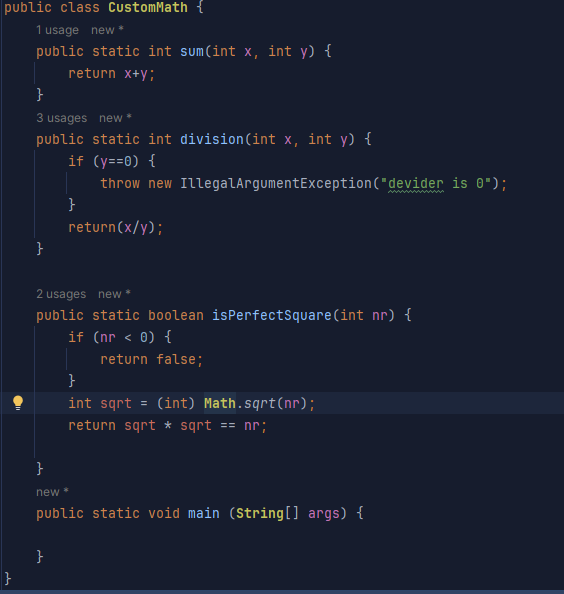 public class CustomMath {
1 usage   new *
    public static int sum(int x, int y) {
        return x+y;
    }
3 usages   new *
    public static int division(int x, int y) {
        if (y==0) {
            throw new IllegalArgumentException("devider is 0");
        }
        return(x/y);
    }
2 usages   new *
    public static boolean isPerfectSquare(int nr) {
        if (nr < 0) {
            return false;
        }
        int sqrt = (int) Math.sqrt(nr);
        return sqrt * sqrt == nr;
    }
new *
    public static void main (String[] args) {
    }
}